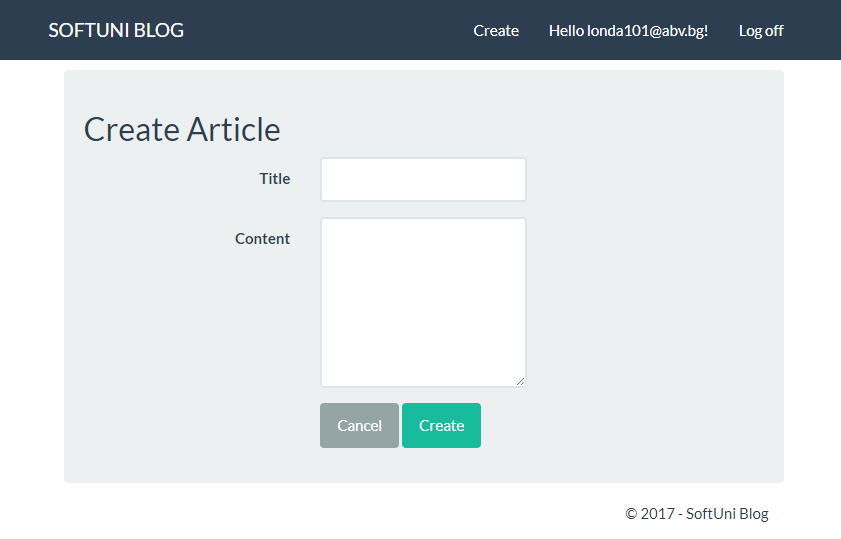 SOFTUNI BLOG Create Hello londa101@abv.bg! Log off
Create Article
Title
Content
Cancel Create
© 2017 - SoftUni Blog